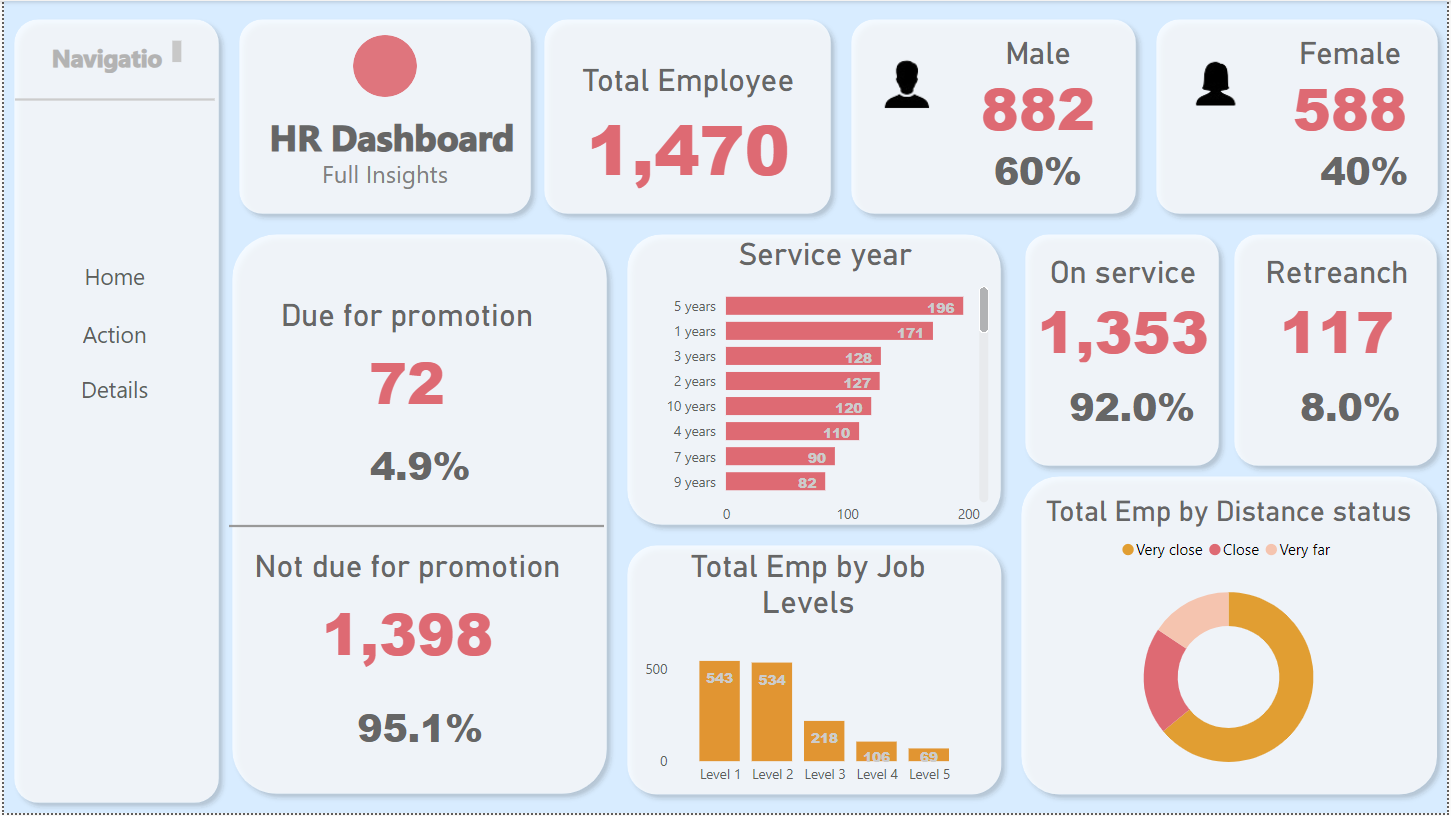 Navigatio
Home
Action
Details
HR Dashboard
Full Insights
Total Employee
1,470
Male
882
60%
Female
588
40%
Due for promotion
72
4.9%
Not due for promotion
1,398
95.1%
Service year
5 years 196
1 years 171
3 years 128
2 years 127
10 years 120
4 years 110
7 years 90
9 years 82
0 100 200
On service
1,353
92.0%
Retreanch
117
8.0%
Total Emp by Job
Levels
500
543 534 218 106 69
0
Level 1 Level 2 Level 3 Level 4 Level 5
Total Emp by Distance status
Very close Close Very far